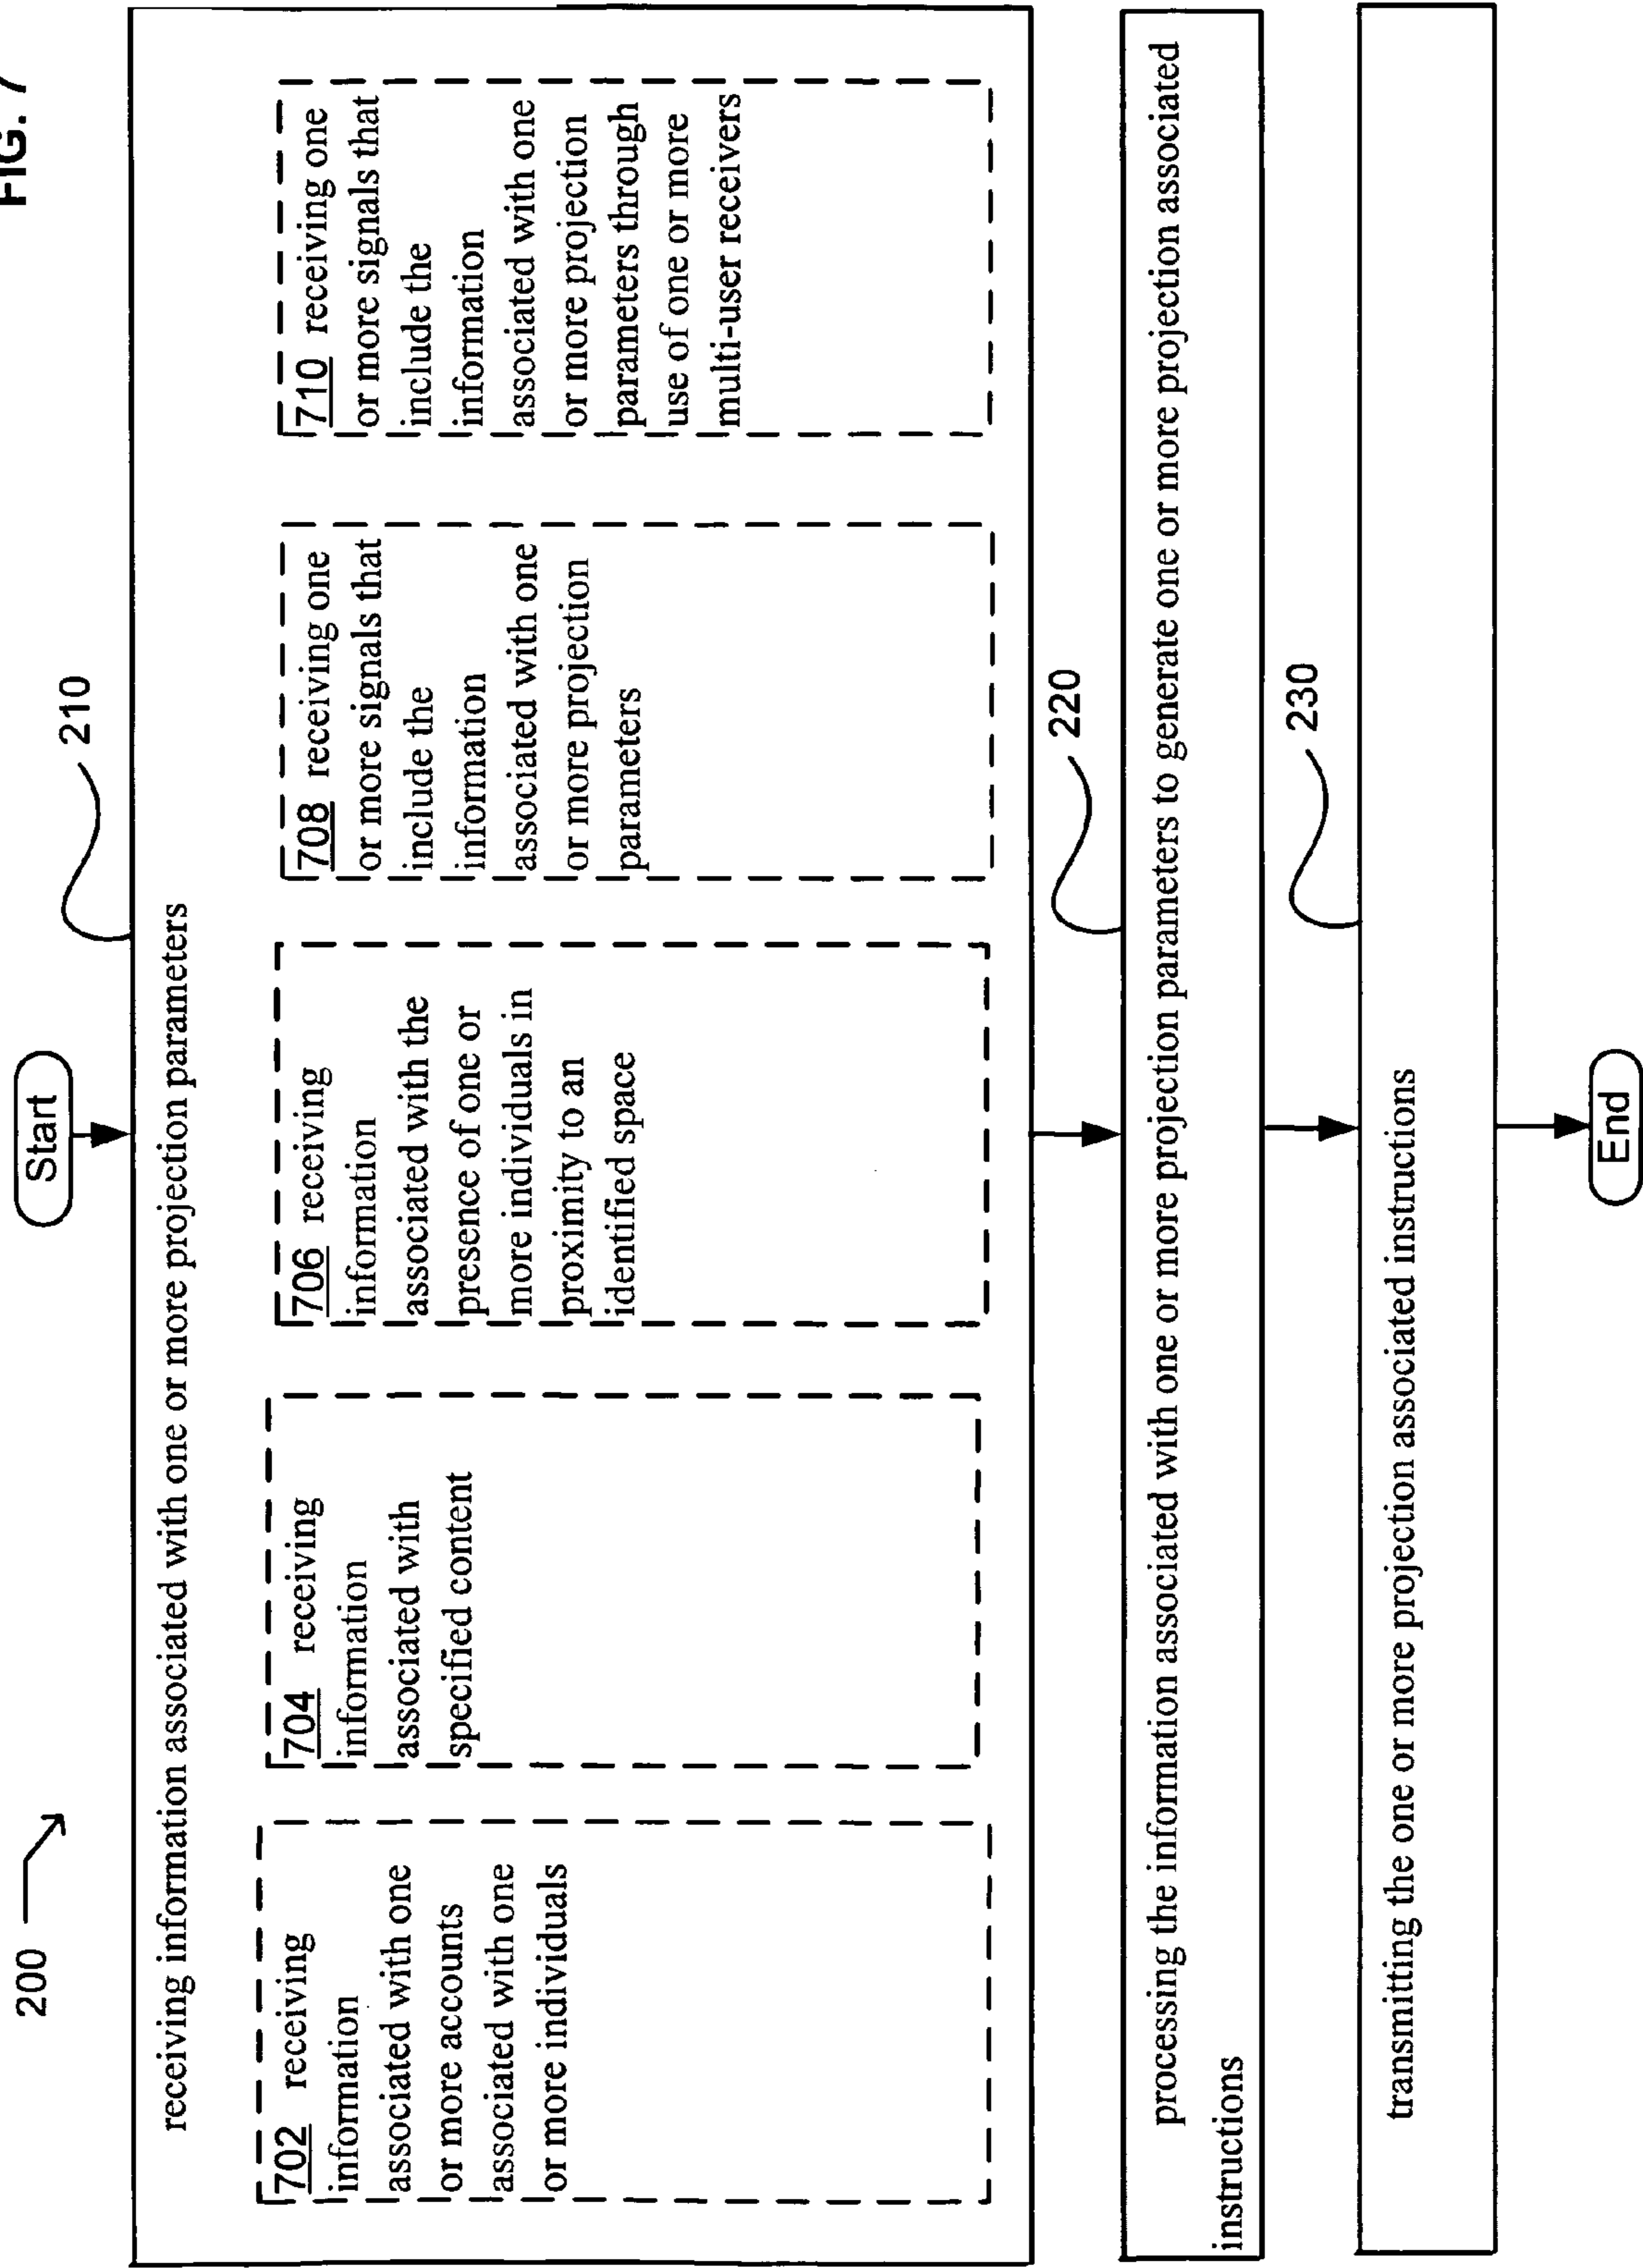 FIG. 7
200
Start
210
receiving information associated with one or more projection parameters
702 receiving
information
associated with one
or more accounts
associated with one
or more individuals
704 receiving
information
associated with
specified content
706 receiving
information
associated with the
presence of one or
more individuals in
proximity to an
identified space
708 receiving one
or more signals that
include the
information
associated with one
or more projection
parameters
710 receiving one
or more signals that
include the
information
associated with one
or more projection
parameters through
use of one or more
multi-user receivers
220
processing the information associated with one or more projection parameters to generate one or more projection associated
instructions
230
transmitting the one or more projection associated instructions
End